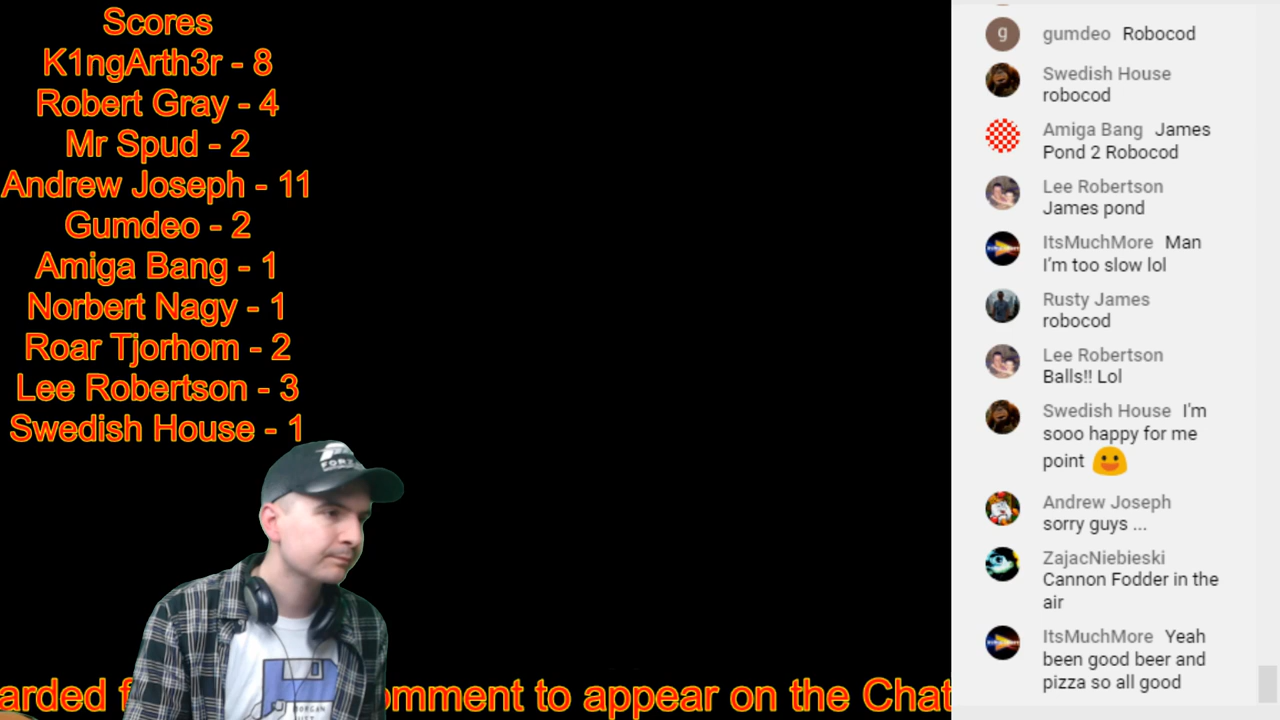 Scores
K1ngArth3r - 8
Robert Gray - 4
Mr Spud - 2
Andrew Joseph - 11
Gumdeo - 2
Amiga Bang - 1
Norbert Nagy - 1
Roar Tjorhom - 2
Lee Robertson - 3
Swedish House - 1
arded f omment to appear on the Chat
g
gumdeo Robocod
Swedish House
robocod
Amiga Bang James
Pond 2 Robocod
Lee Robertson
James pond
ItsMuchMore Man
I'm too slow lol
Rusty James
robocod
Lee Robertson
Balls!! Lol
Swedish House I'm
sooo happy for me
point
Andrew Joseph
sorry guys ...
ZajacNiebieski
Cannon Fodder in the
air
ItsMuchMore Yeah
been good beer and
pizza so all good